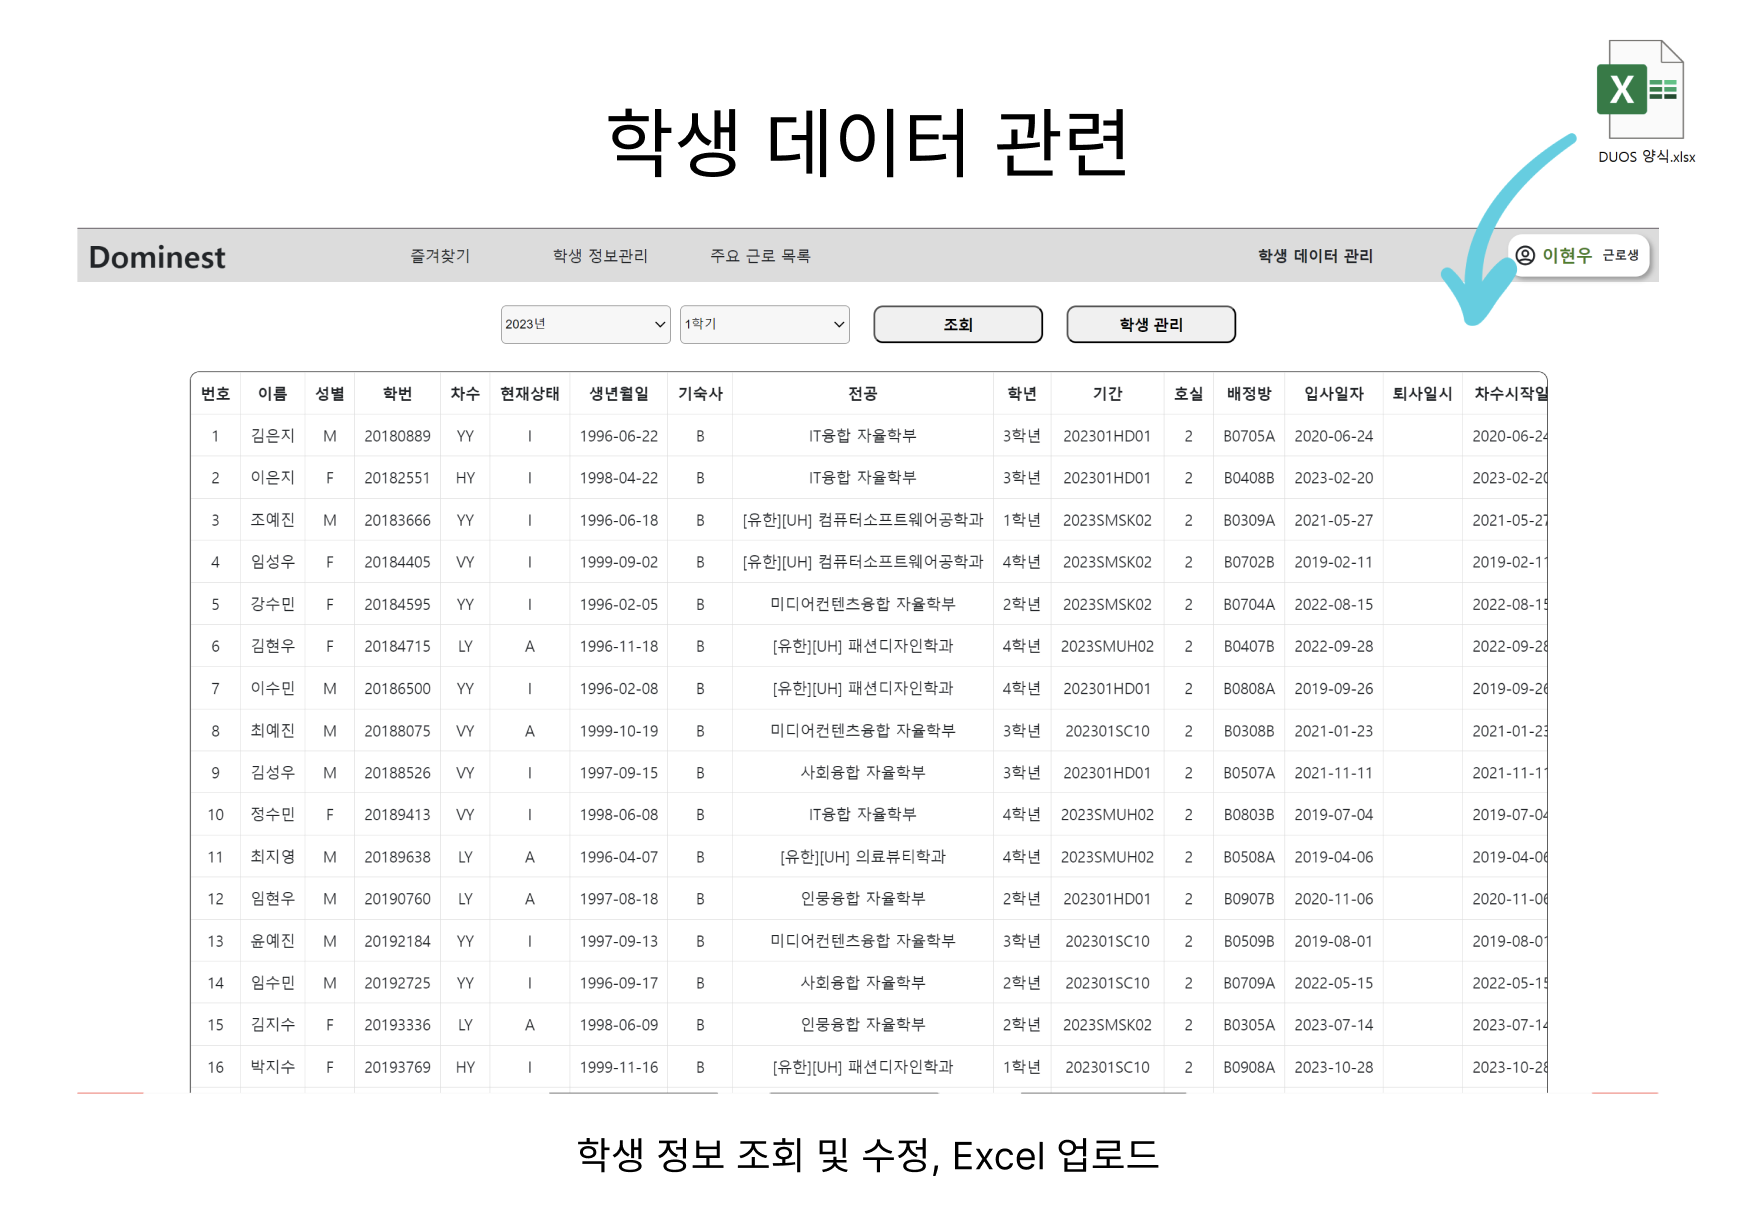 DUOS 양식.xlsx
학생 데이터 관련
Dominest 즐겨찾기 학생 정보관리 주요 근로 목록 학생 데이터 관리 이현우 근로생
2023년 1학기 조회 학생 관리
번호 이름 성별 학번 차수 현재상태 생년월일 기숙사 전공 학년 기간 호실 배정방 입사일자 퇴사일시 차수시작일
1 김은지 M 20180889 YY I 1996-06-22 B IT융합 자율학부 3학년 202301HD01 2 B0705A 2020-06-24 2020-06-24
2 이은지 F 20182551 HY I 1998-04-22 B IT융합 자율학부 3학년 202301HD01 2 B0408B 2023-02-20 2023-02-20
3 조예진 M 20183666 YY I 1996-06-18 B [유한][UH] 컴퓨터소프트웨어공학과 1학년 2023SMSK02 2 B0309A 2021-05-27 2021-05-27
4 임성우 F 20184405 VY I 1999-09-02 B [유한][UH] 컴퓨터소프트웨어공학과 4학년 2023SMSK02 2 B0702B 2019-02-11 2019-02-11
5 강수민 F 20184595 YY I 1996-02-05 B 미디어컨텐츠융합 자율학부 2학년 2023SMSK02 2 B0704A 2022-08-15 2022-08-15
6 김현우 F 20184715 LY A 1996-11-18 B [유한][UH] 패션디자인학과 4학년 2023SMUH02 2 B0407B 2022-09-28 2022-09-28
7 이수민 M 20186500 YY I 1996-02-08 B [유한][UH] 패션디자인학과 4학년 202301HD01 2 B0808A 2019-09-26 2019-09-26
8 최예진 M 20188075 VY A 1999-10-19 B 미디어컨텐츠융합 자율학부 3학년 202301SC10 2 B0308B 2021-01-23 2021-01-23
9 김성우 M 20188526 VY I 1997-09-15 B 사회융합 자율학부 3학년 202301HD01 2 B0507A 2021-11-11 2021-11-11
10 정수민 F 20189413 VY I 1998-06-08 B IT융합 자율학부 4학년 2023SMUH02 2 B0803B 2019-07-04 2019-07-04
11 최지영 M 20189638 LY A 1996-04-07 B [유한][UH] 의료뷰티학과 4학년 2023SMUH02 2 B0508A 2019-04-06 2019-04-06
12 임현우 M 20190760 LY A 1997-08-18 B 인뭉융합 자율학부 2학년 202301HD01 2 B0907B 2020-11-06 2020-11-06
13 윤예진 M 20192184 YY I 1997-09-13 B 미디어컨텐츠융합 자율학부 3학년 202301SC10 2 B0509B 2019-08-01 2019-08-01
14 임수민 M 20192725 YY I 1996-09-17 B 사회융합 자율학부 2학년 202301SC10 2 B0709A 2022-05-15 2022-05-15
15 김지수 F 20193336 LY A 1998-06-09 B 인뭉융합 자율학부 2학년 2023SMSK02 2 B0305A 2023-07-14 2023-07-14
16 박지수 F 20193769 HY I 1999-11-16 B [유한][UH] 패션디자인학과 1학년 202301SC10 2 B0908A 2023-10-28 2023-10-28
학생 정보 조회 및 수정, Excel 업로드